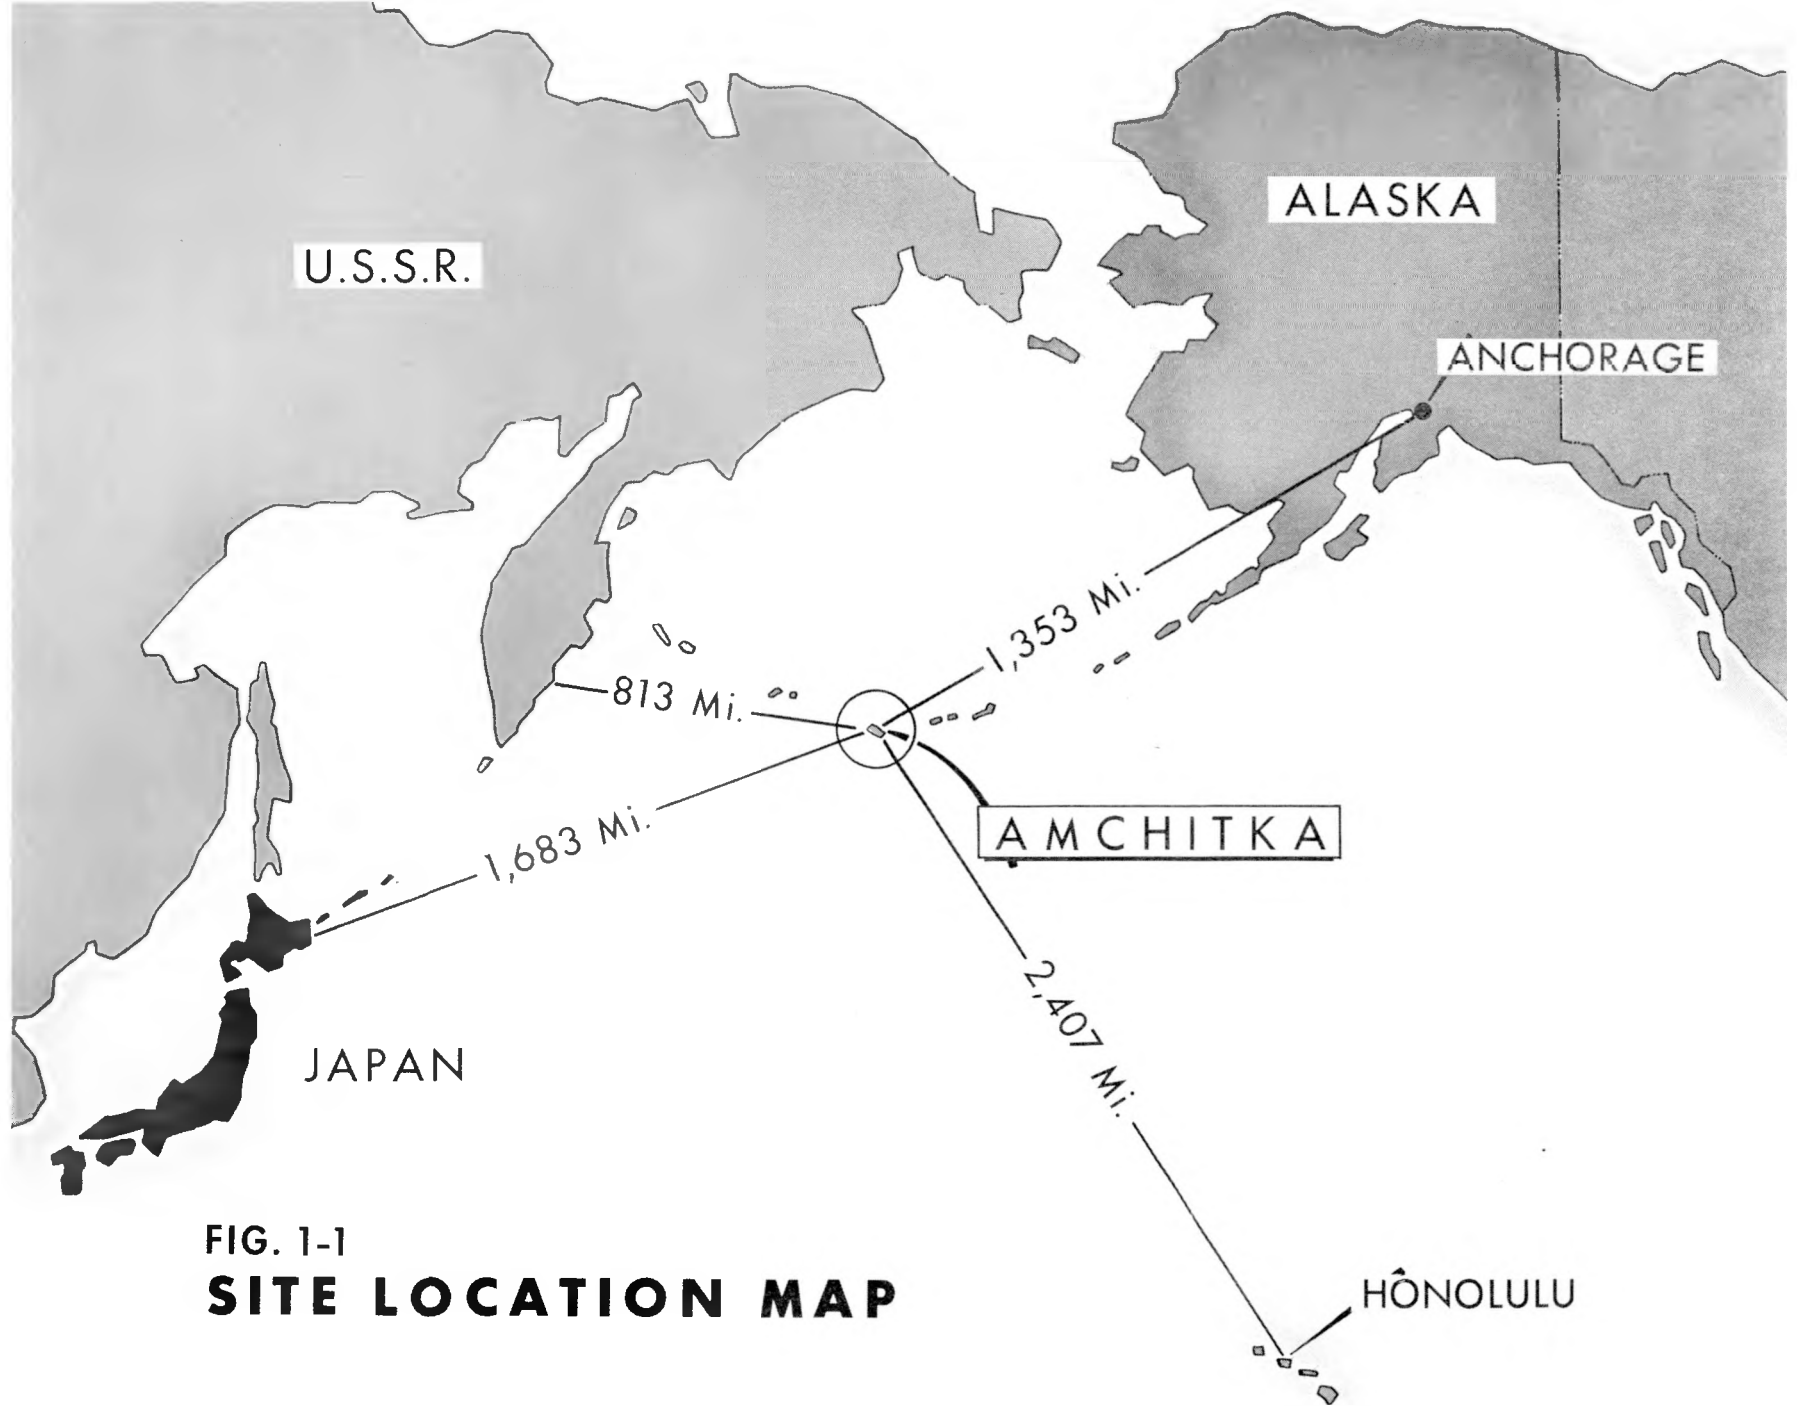 ALASKA
U.S.S.R.
ANCHORAGE
1,353 Mi.
813 Mi.
AMCHITKA
1,683 Mi.
2,407 Mi.
JAPAN
FIG. 1-1
SITE LOCATION MAP
HONOLULU